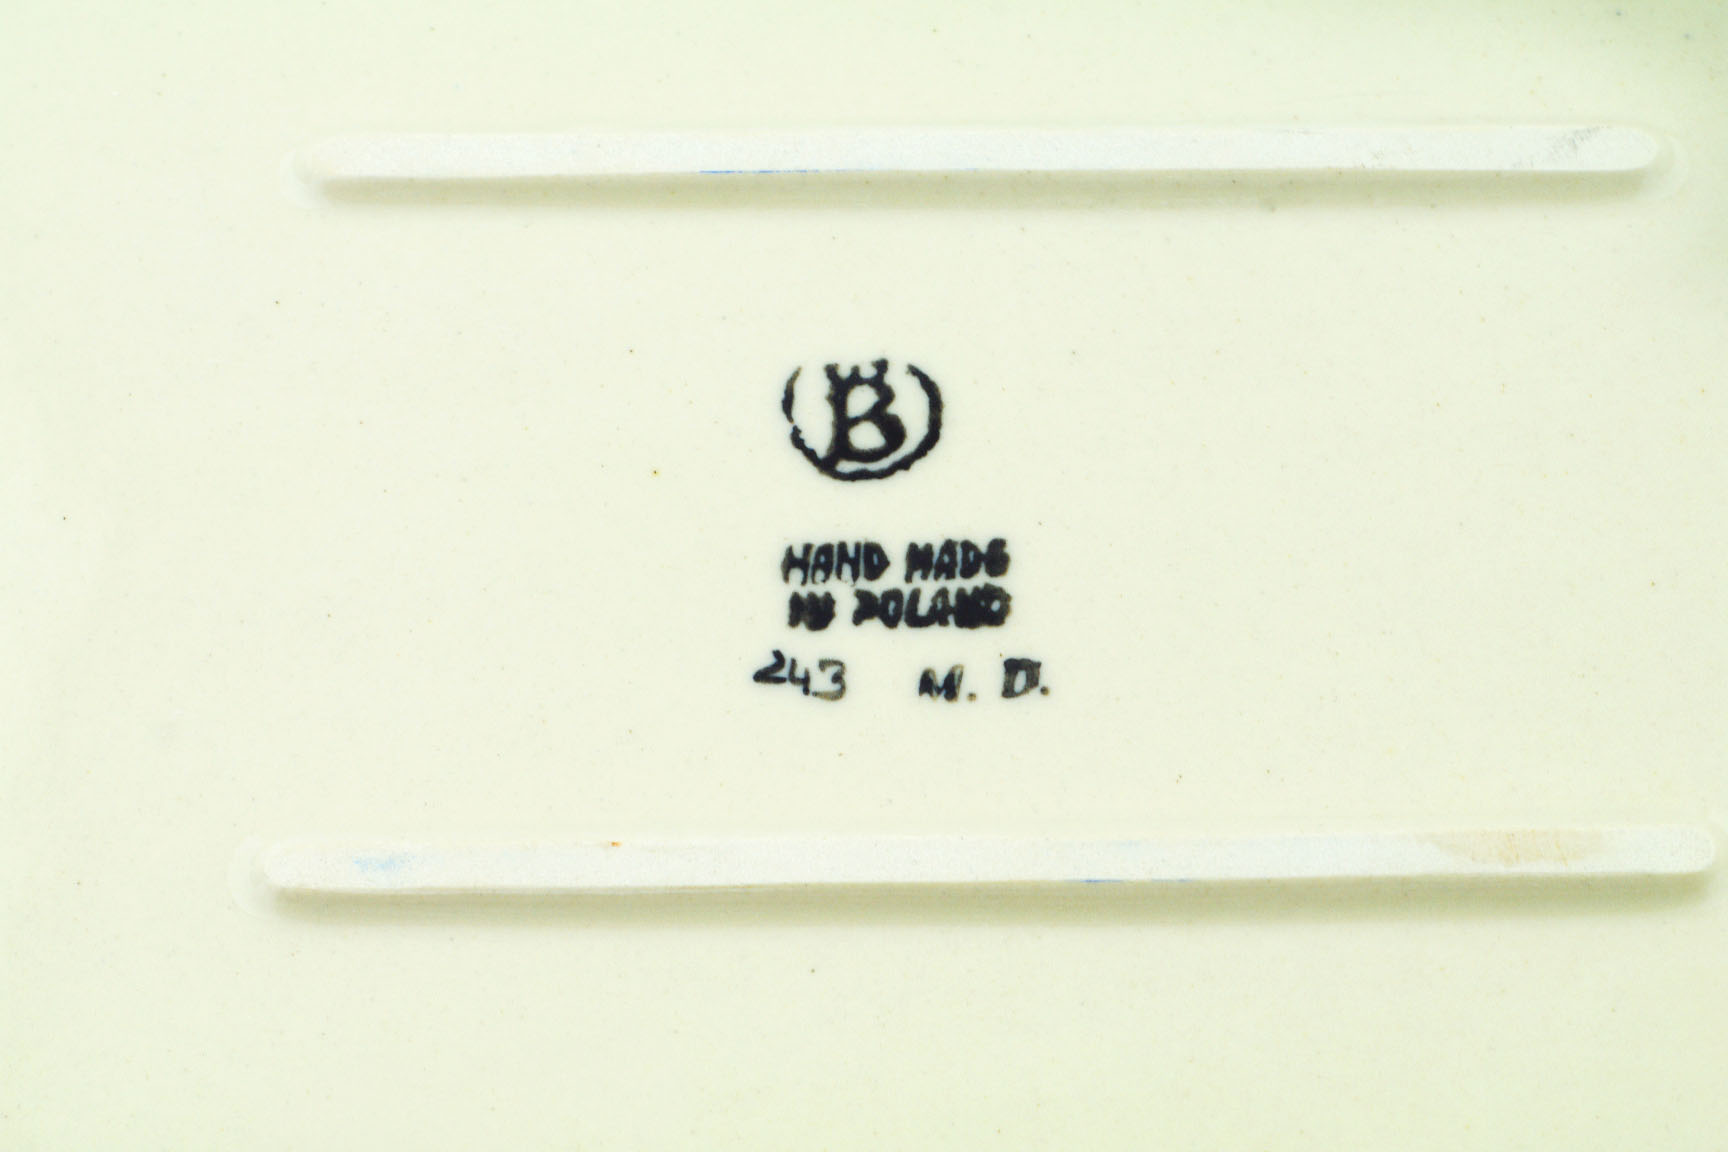 B
HAND MADE
IN POLAND
243 M. D.